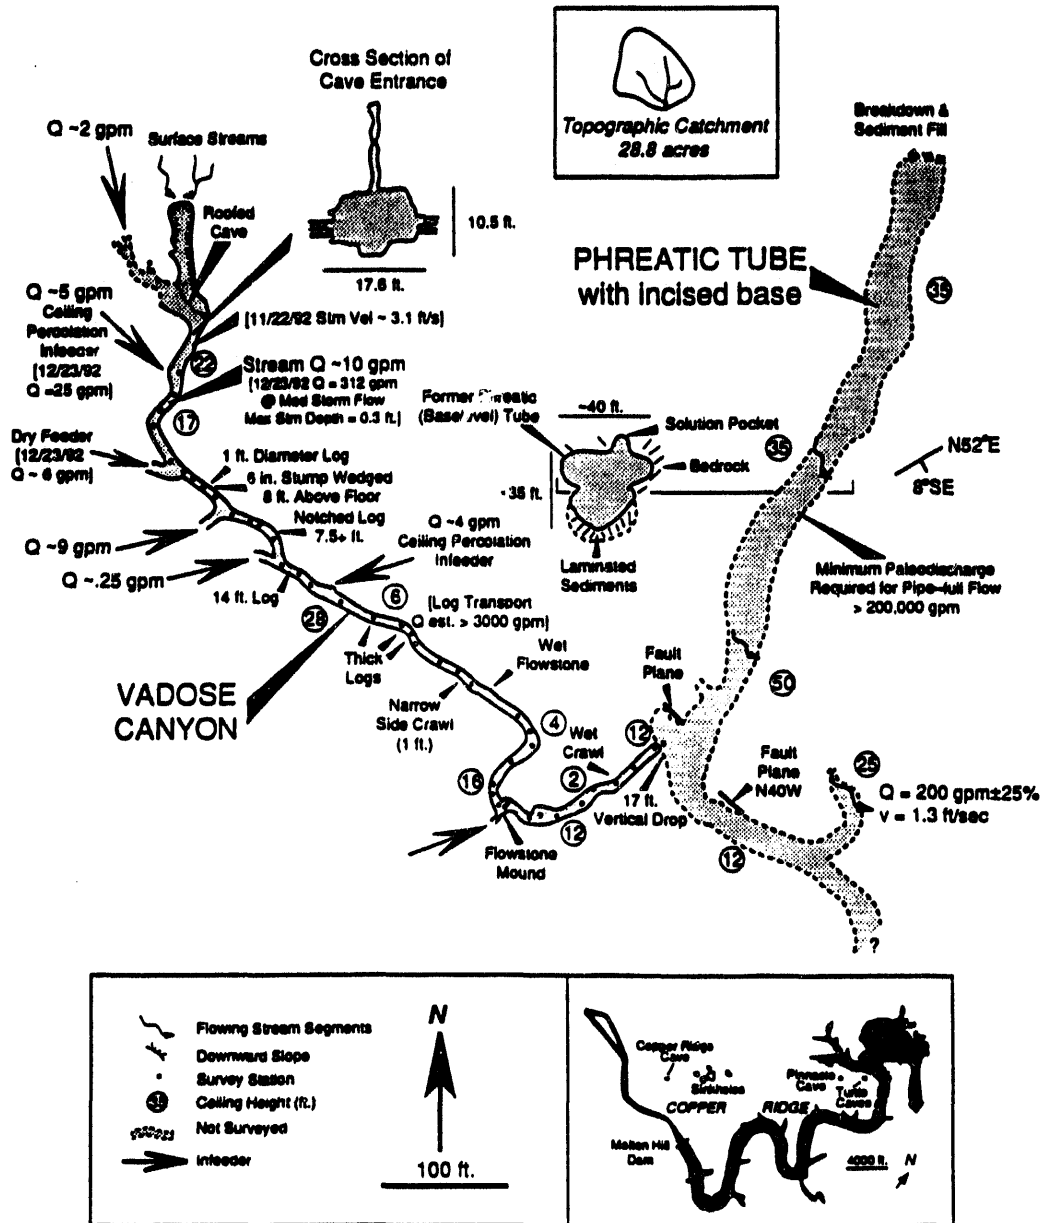 Cross Section of
Cave Entrance
10.5 ft.
17.6 ft.
Topographic Catchment
28.8 acres
Breakdown &
Sediment Fill
Q ~2 gpm
Surface Streams
Roofed
Cave
Q ~5 gpm
Ceiling
Percolation
Infeeder
[12/23/92
Q =25 gpm]
[11/22/92 Stm Vel ~ 3.1 ft/s]
22
Stream Q ~10 gpm
[12/23/92 Q = 312 gpm
@ Med Storm Flow
Max Stm Depth = 0.3 ft.]
17
PHREATIC TUBE
with incised base
35
Former Phreatic
(Baselevel) Tube
~40 ft.
Solution Pocket
Bedrock
~35 ft.
Laminated
Sediments
35
N52°E
8°SE
Dry Feeder
[12/23/92
Q ~ 6 gpm]
1 ft. Diameter Log
6 in. Stump Wedged
8 ft. Above Floor
Notched Log
7.5+ ft.
Q ~9 gpm
Q ~.25 gpm
14 ft. Log
Q ~4 gpm
Ceiling Percolation
Infeeder
6
[Log Transport
Q est. > 3000 gpm]
28
Thick
Logs
Minimum Paleodischarge
Required for Pipe-full Flow
> 200,000 gpm
VADOSE
CANYON
Wet
Flowstone
Narrow
Side Crawl
(1 ft.)
Fault
Plane
50
4
Wet
Crawl
12
16
2
12
17 ft.
Vertical Drop
Flowstone
Mound
Fault
Plane
N40W
25
Q = 200 gpm±25%
v = 1.3 ft/sec
12
?
Flowing Stream Segments
Downward Slope
Survey Station
Ceiling Height (ft.)
Not Surveyed
Infeeder
N
100 ft.
Copper Ridge
Cave
Sinkholes
Pinnacle
Cave
Turtle
Caves
COPPER RIDGE
Melton Hill
Dam
4000 ft.
N